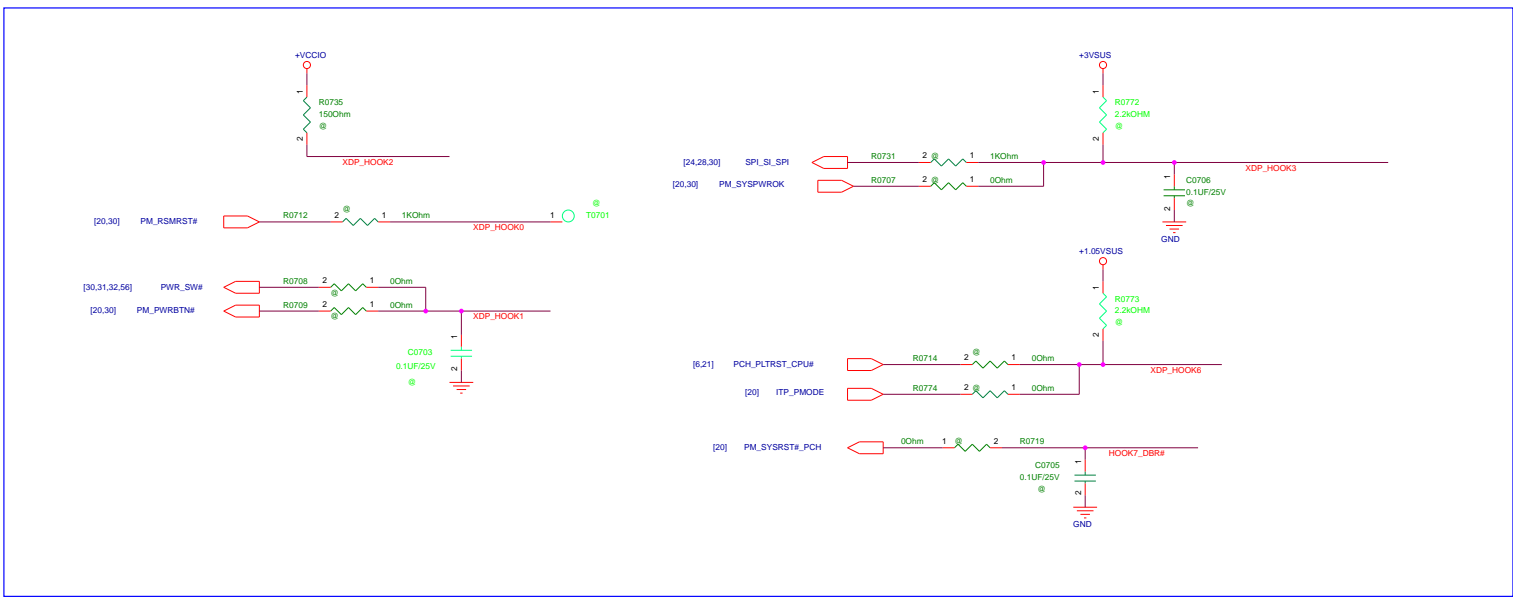 +VCCIO
1
R0735
150Ohm
@
2
XDP_HOOK2
[20,30] PM_RSMRST# R0712 2 @ 1 1KOhm
XDP_HOOK0
1
@
T0701
[30,31,32,56] PWR_SW# R0708 2 @ 1 0Ohm
[20,30] PM_PWRBTN# R0709 2 @ 1 0Ohm
XDP_HOOK1
1
C0703
0.1UF/25V
2
@
+3VSUS
1
R0772
2,2kOHM
@
2
[24,28,30] SPI_SI_SPI R0731 2 @ 1 1KOhm
XDP_HOOK3
[20,30] PM_SYSPWROK R0707 2 @ 1 0Ohm
1
C0706
0.1UF/25V
2
@
GND
+1.05VSUS
1
R0773
2,2kOHM
@
2
[6,21] PCH_PLTRST_CPU# R0714 2 @ 1 0Ohm
XDP_HOOK6
[20] ITP_PMODE R0774 2 @ 1 0Ohm
[20] PM_SYSRST#_PCH 0Ohm 1 @ 2 R0719
HOOK7_DBR#
1
C0705
0.1UF/25V
2
@
GND